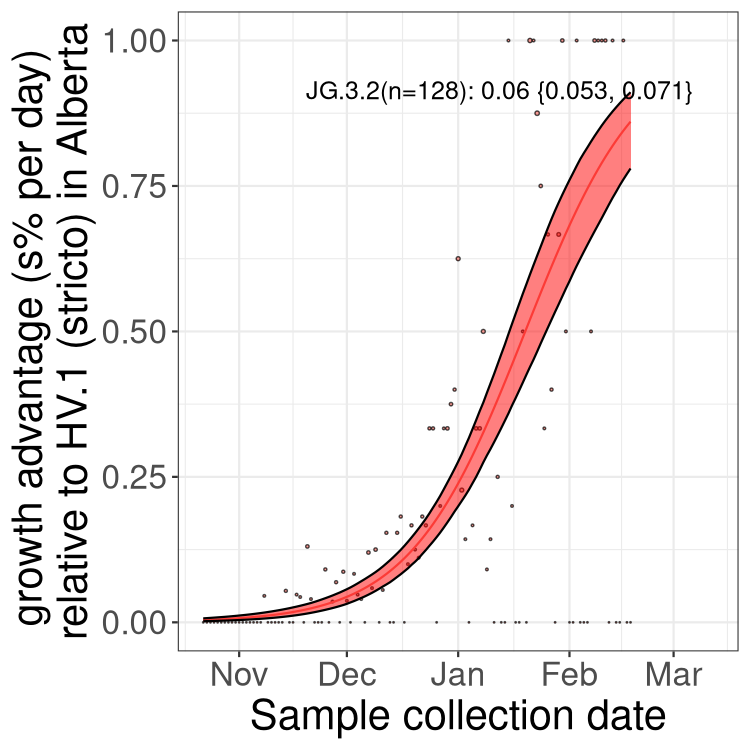 growth advantage (s% per day)
relative to HV.1 (stricto) in Alberta
1.00
JG.3.2(n=128): 0.06 {0.053, 0.071}
0.75
0.50
0.25
0.00
Nov Dec Jan Feb Mar
Sample collection date